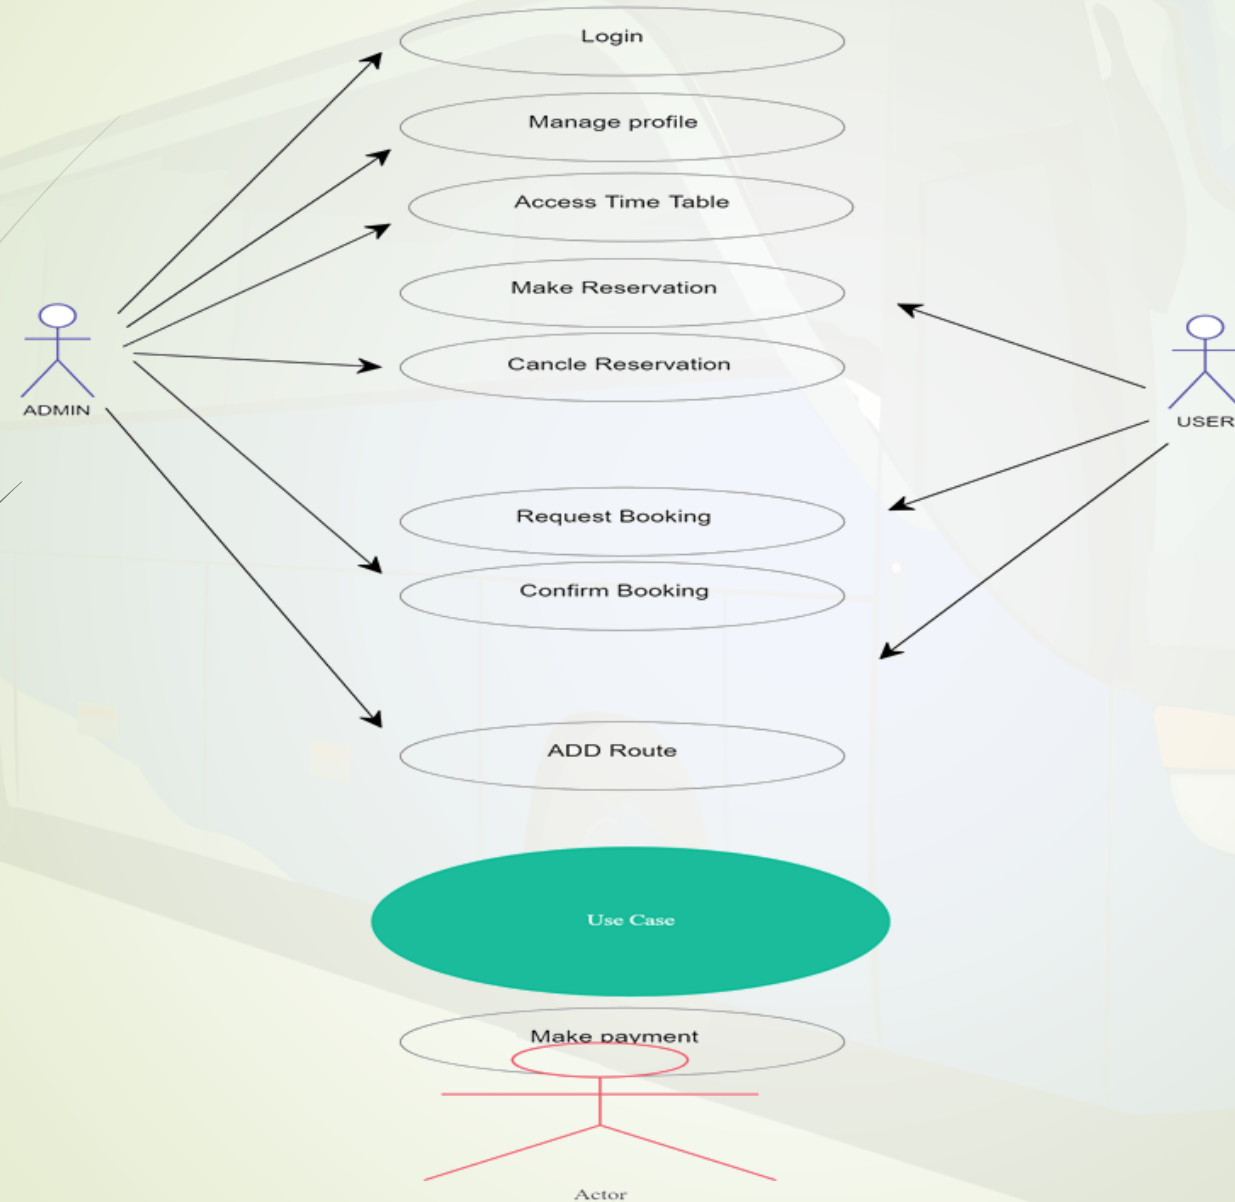 Login
Manage profile
Access Time Table
Make Reservation
Cancle Reservation
ADMIN
USER
Request Booking
Confirm Booking
ADD Route
Use Case
Make payment
Actor